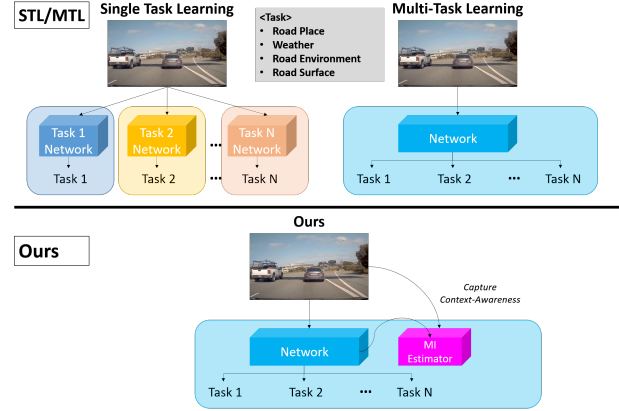 STL/MTL
Single Task Learning
<Task>
• Road Place
• Weather
• Road Environment
• Road Surface
Multi-Task Learning
Task 1
Network
Task 2
Network
•••
Task N
Network
Task 1
Task 2
•••
Task N
Network
Task 1
Task 2
•••
Task N
Ours
Ours
Capture
Context-Awareness
Network
MI
Estimator
Task 1
Task 2
•••
Task N